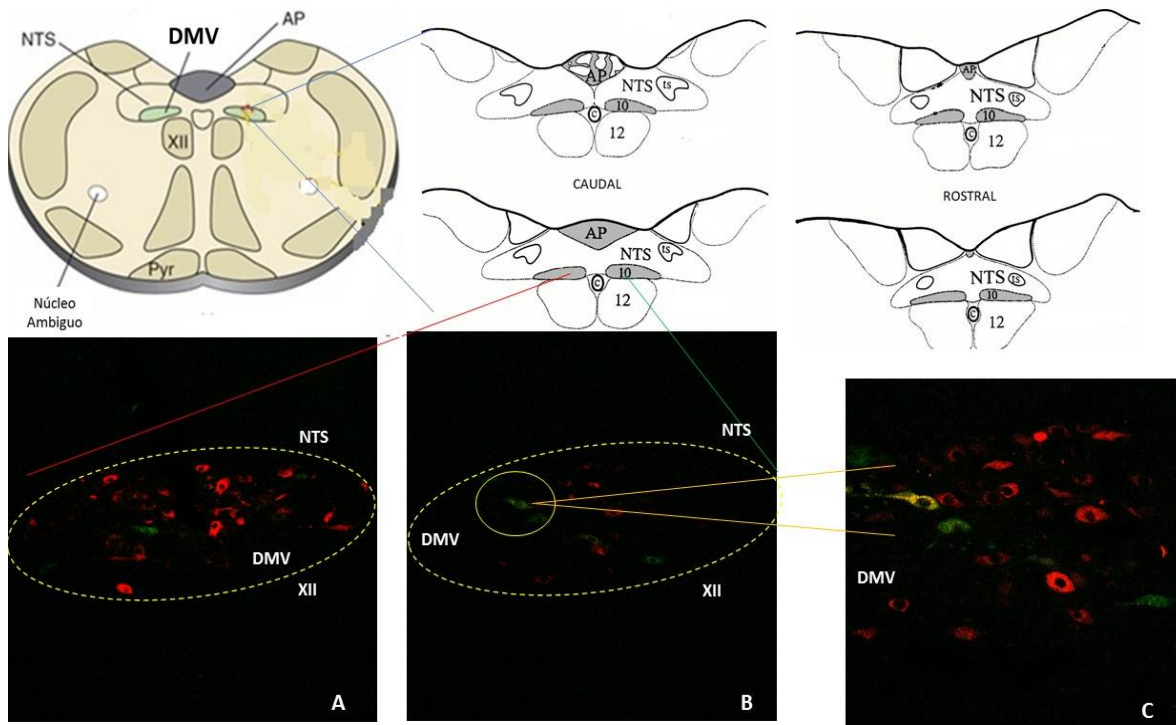 NTS
DMV
AP
XII
Pyr
Núcleo
Ambiguo
AP
NTS
ts
10
C
12
CAUDAL
AP
NTS
ts
10
C
12
AP
NTS
ts
10
C
12
ROSTRAL
NTS
ts
10
C
12
NTS
DMV
XII
A
NTS
DMV
XII
B
DMV
C